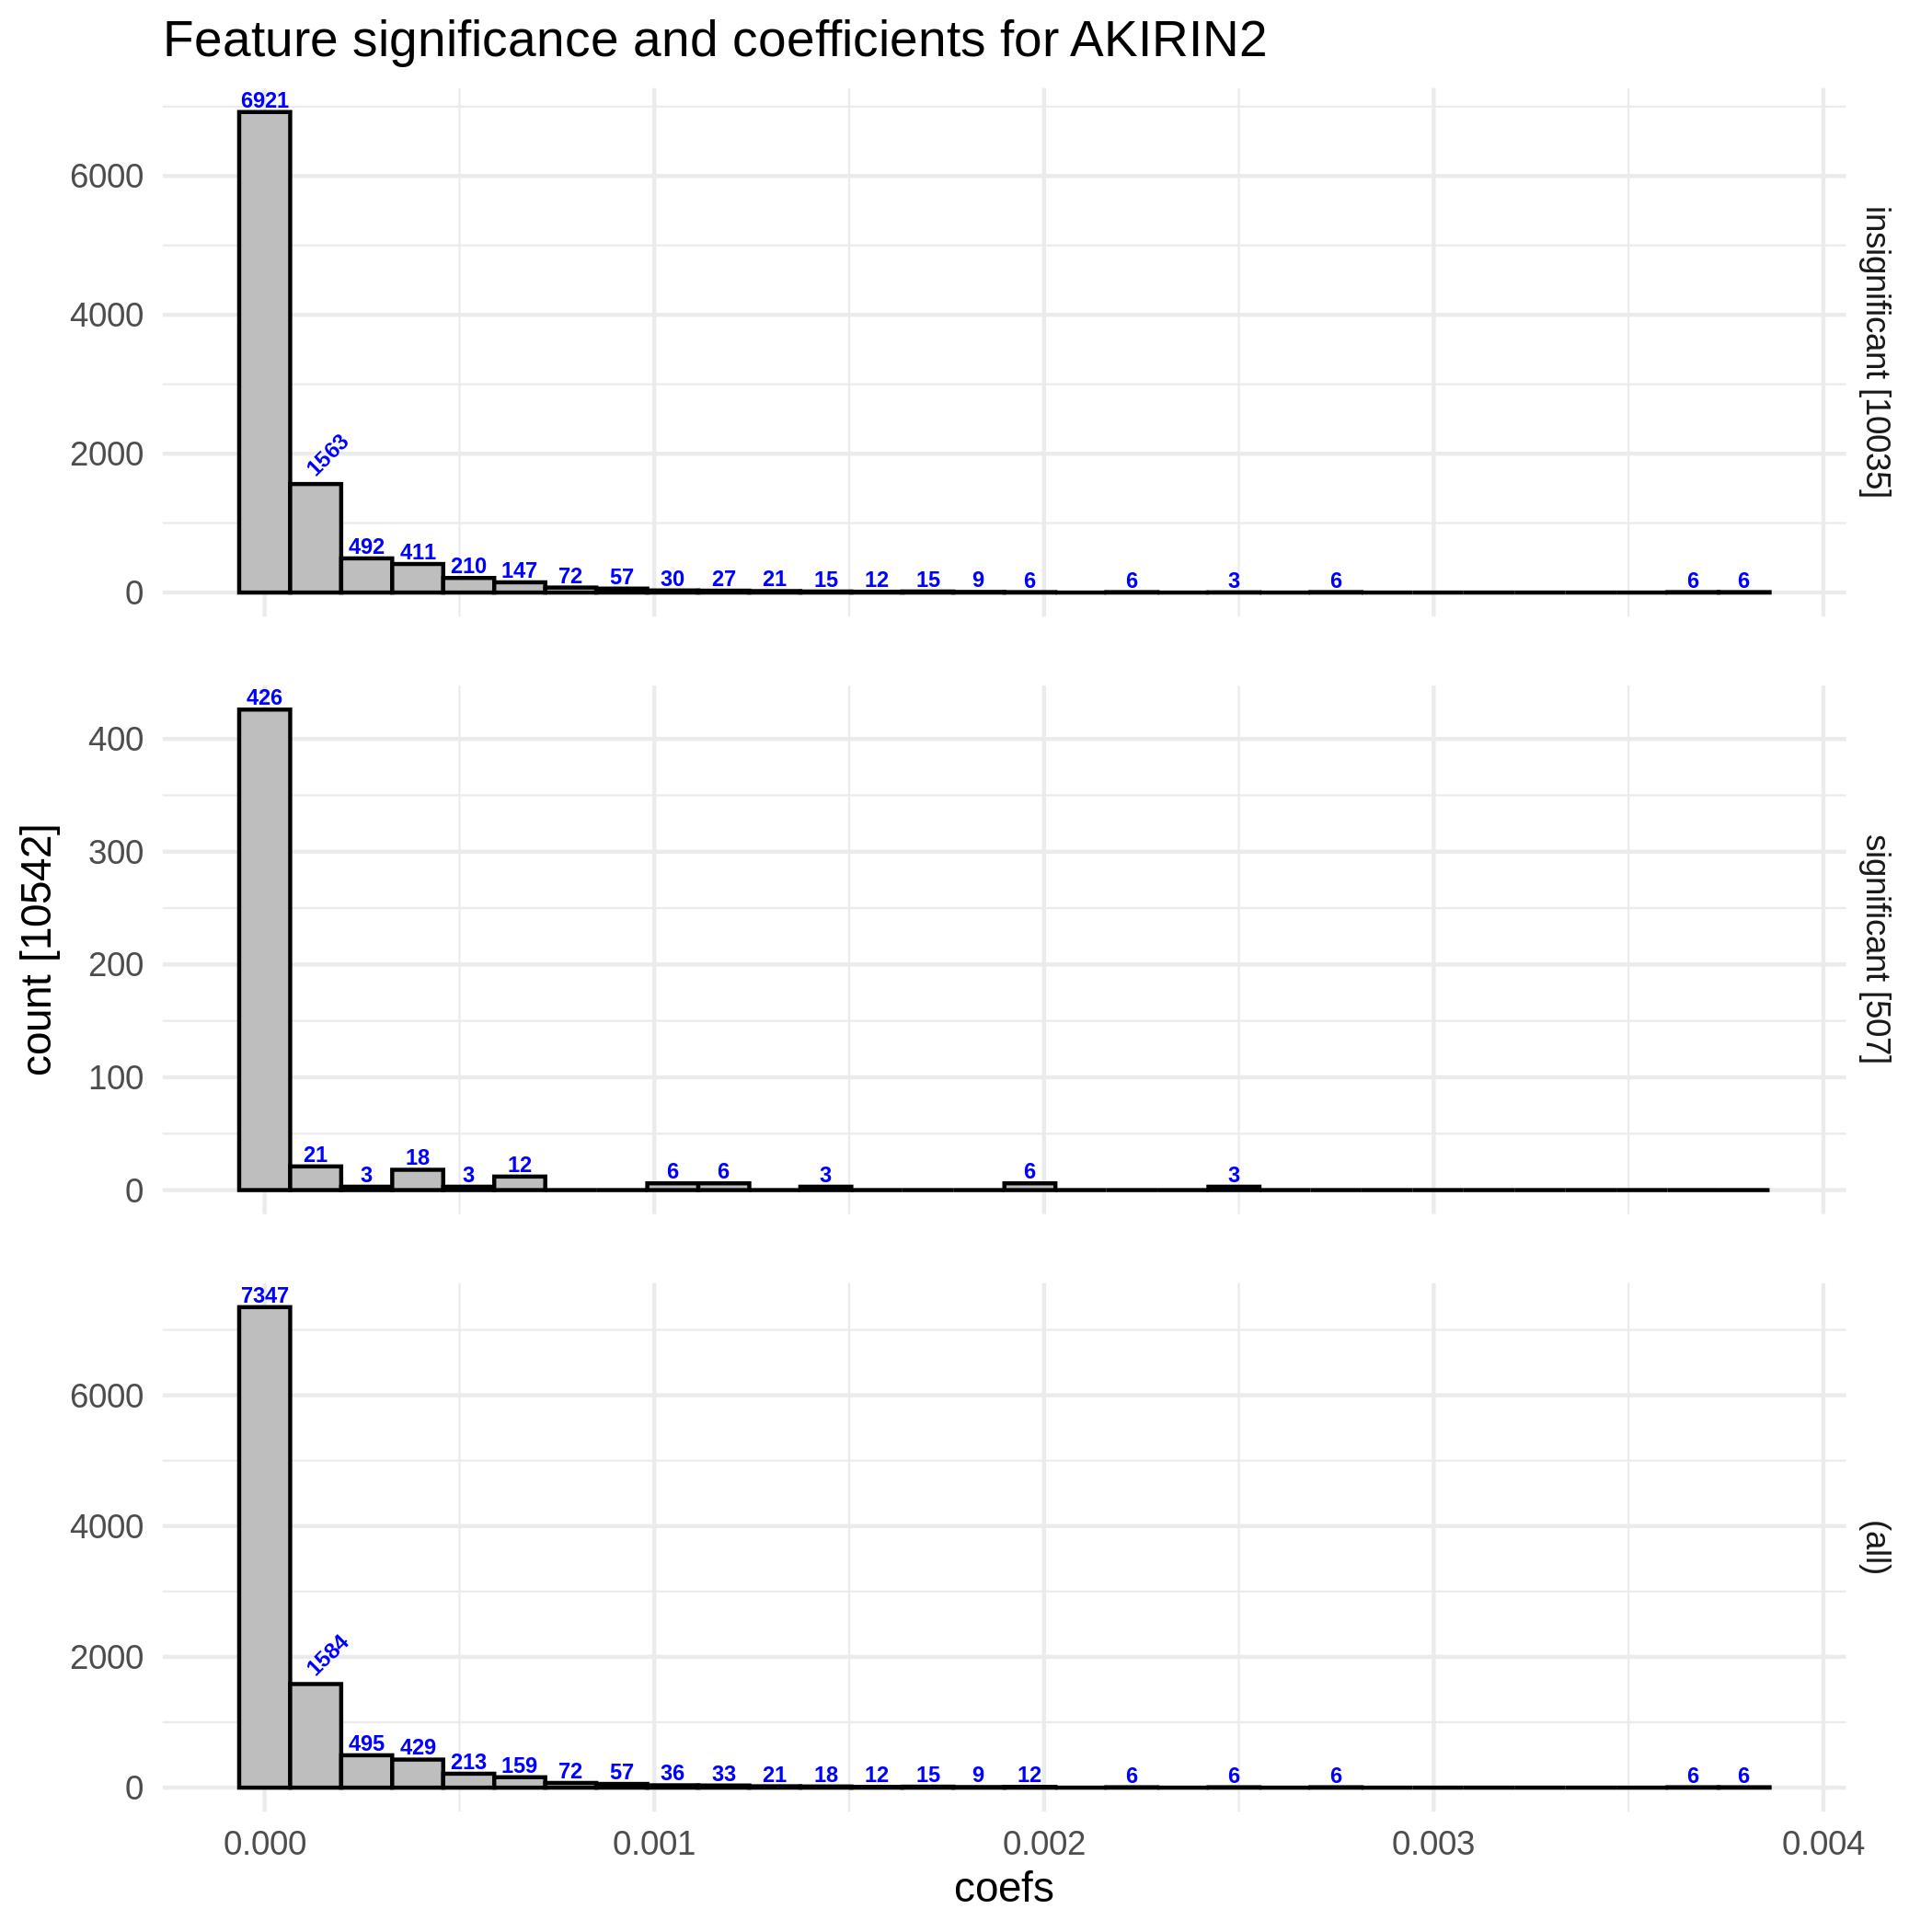 Feature significance and coefficients for AKIRIN2
6921
1563
492 411 210 147 72 57 30 27 21 15 12 15 9 6 6 3 6 6 6
6000
4000
2000
0
insignificant [10035]
426
21 3 18 3 12 6 6 3 6 3
400
300
200
100
0
significant [507]
count [10542]
7347
1584
495 429 213 159 72 57 36 33 21 18 12 15 9 12 6 6 6 6 6
6000
4000
2000
0
(all)
0.000 0.001 0.002 0.003 0.004
coefs